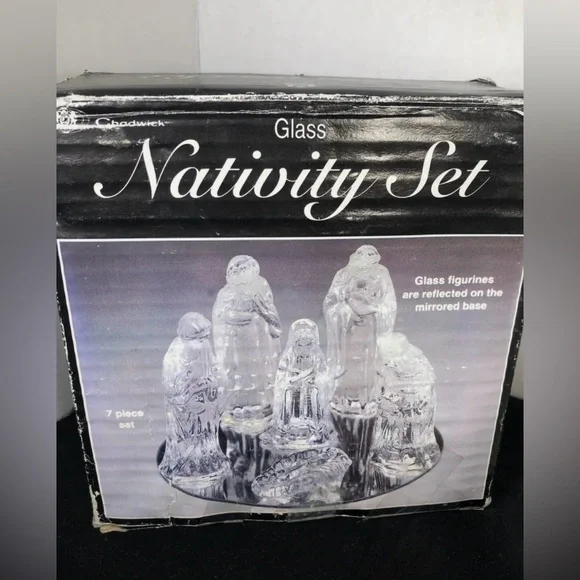 Chadwick
Glass
Nativity Set
Glass figurines
are reflected on the
mirrored base
7 piece
set